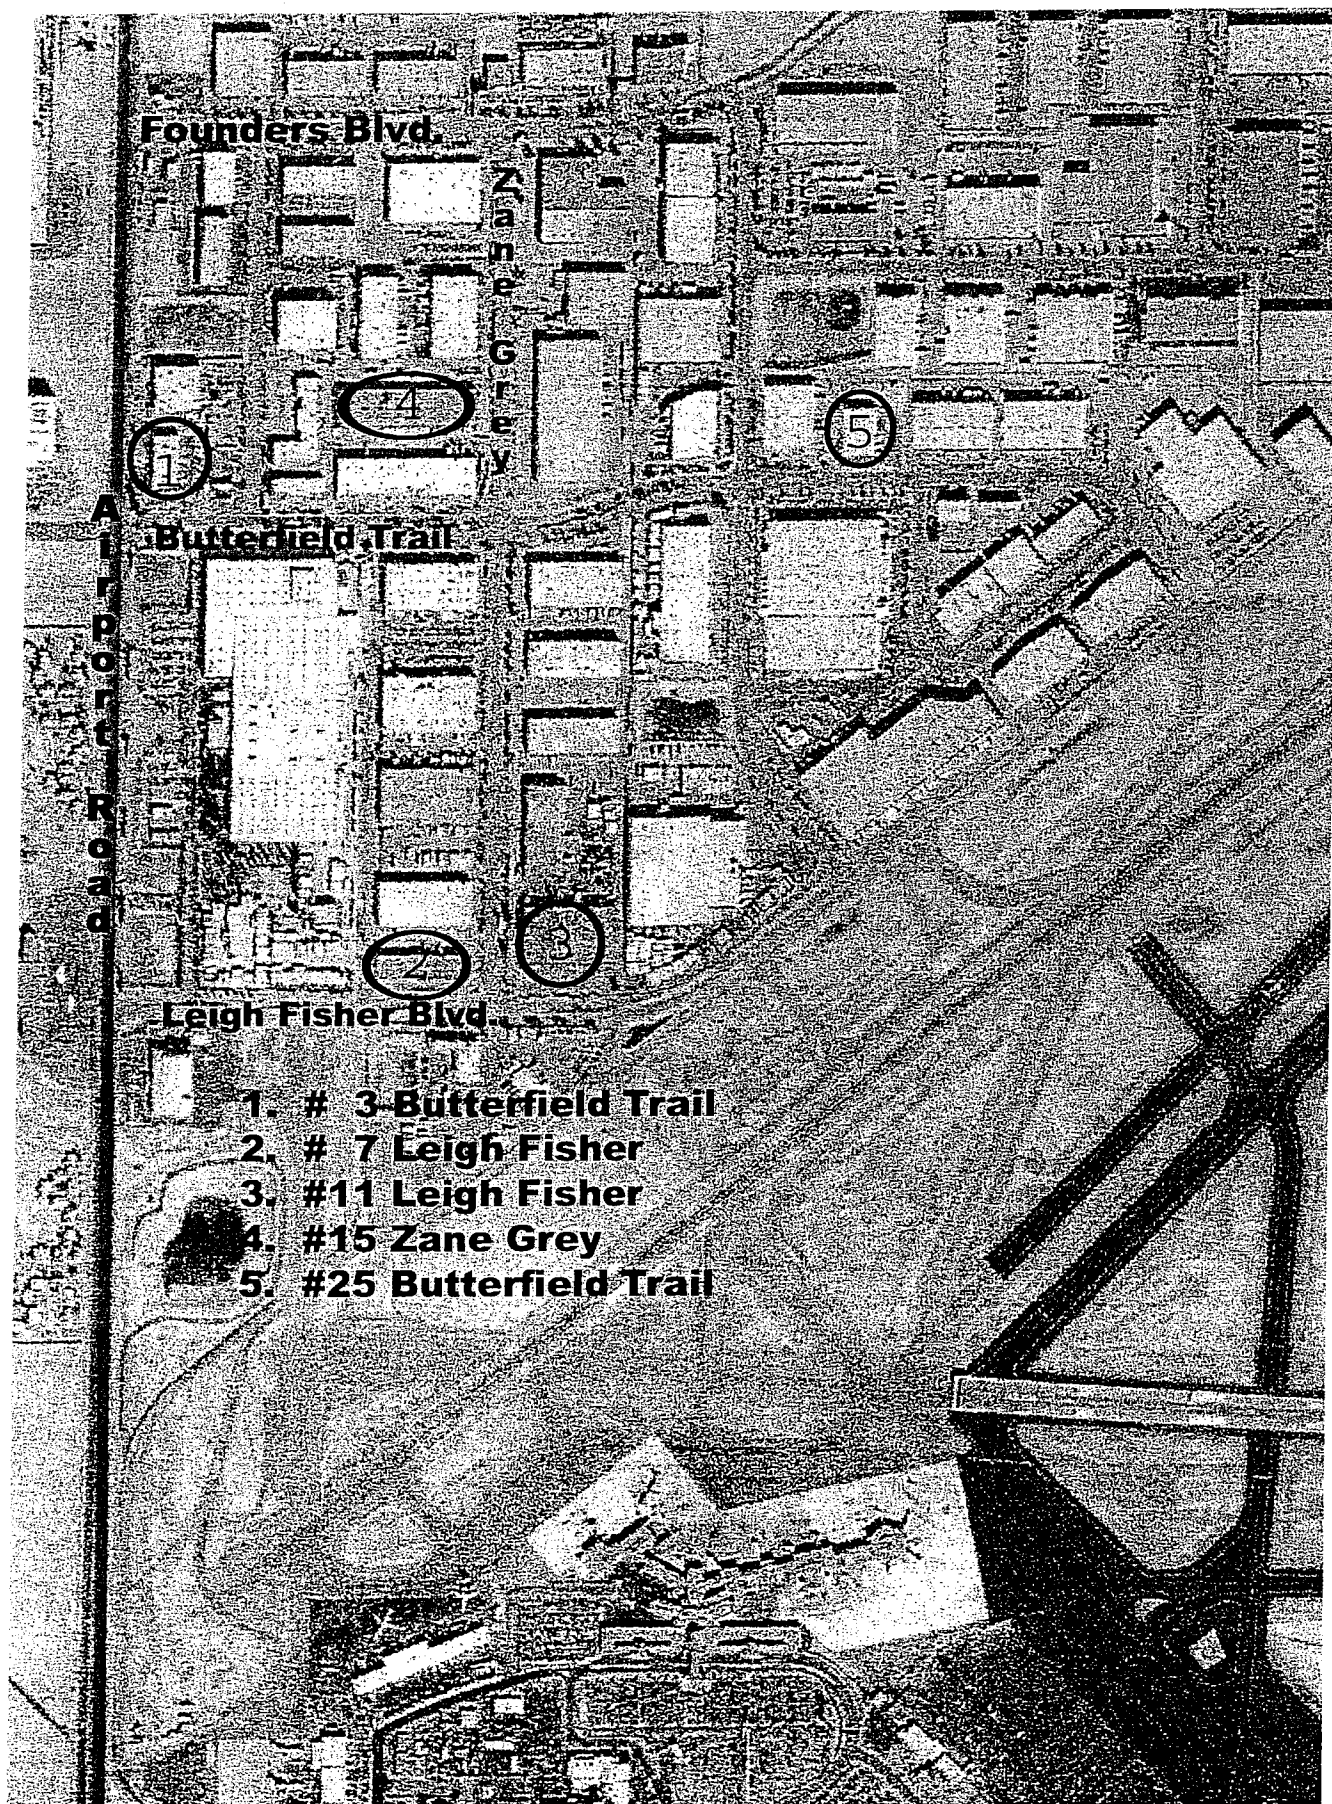 Founders Blvd.
Zane Grey
4
5
1
Airport Road
Butterfield Trail
2
3
Leigh Fisher Blvd.
1. # 3 Butterfield Trail
2. # 7 Leigh Fisher
3. #11 Leigh Fisher
4. #15 Zane Grey
5. #25 Butterfield Trail